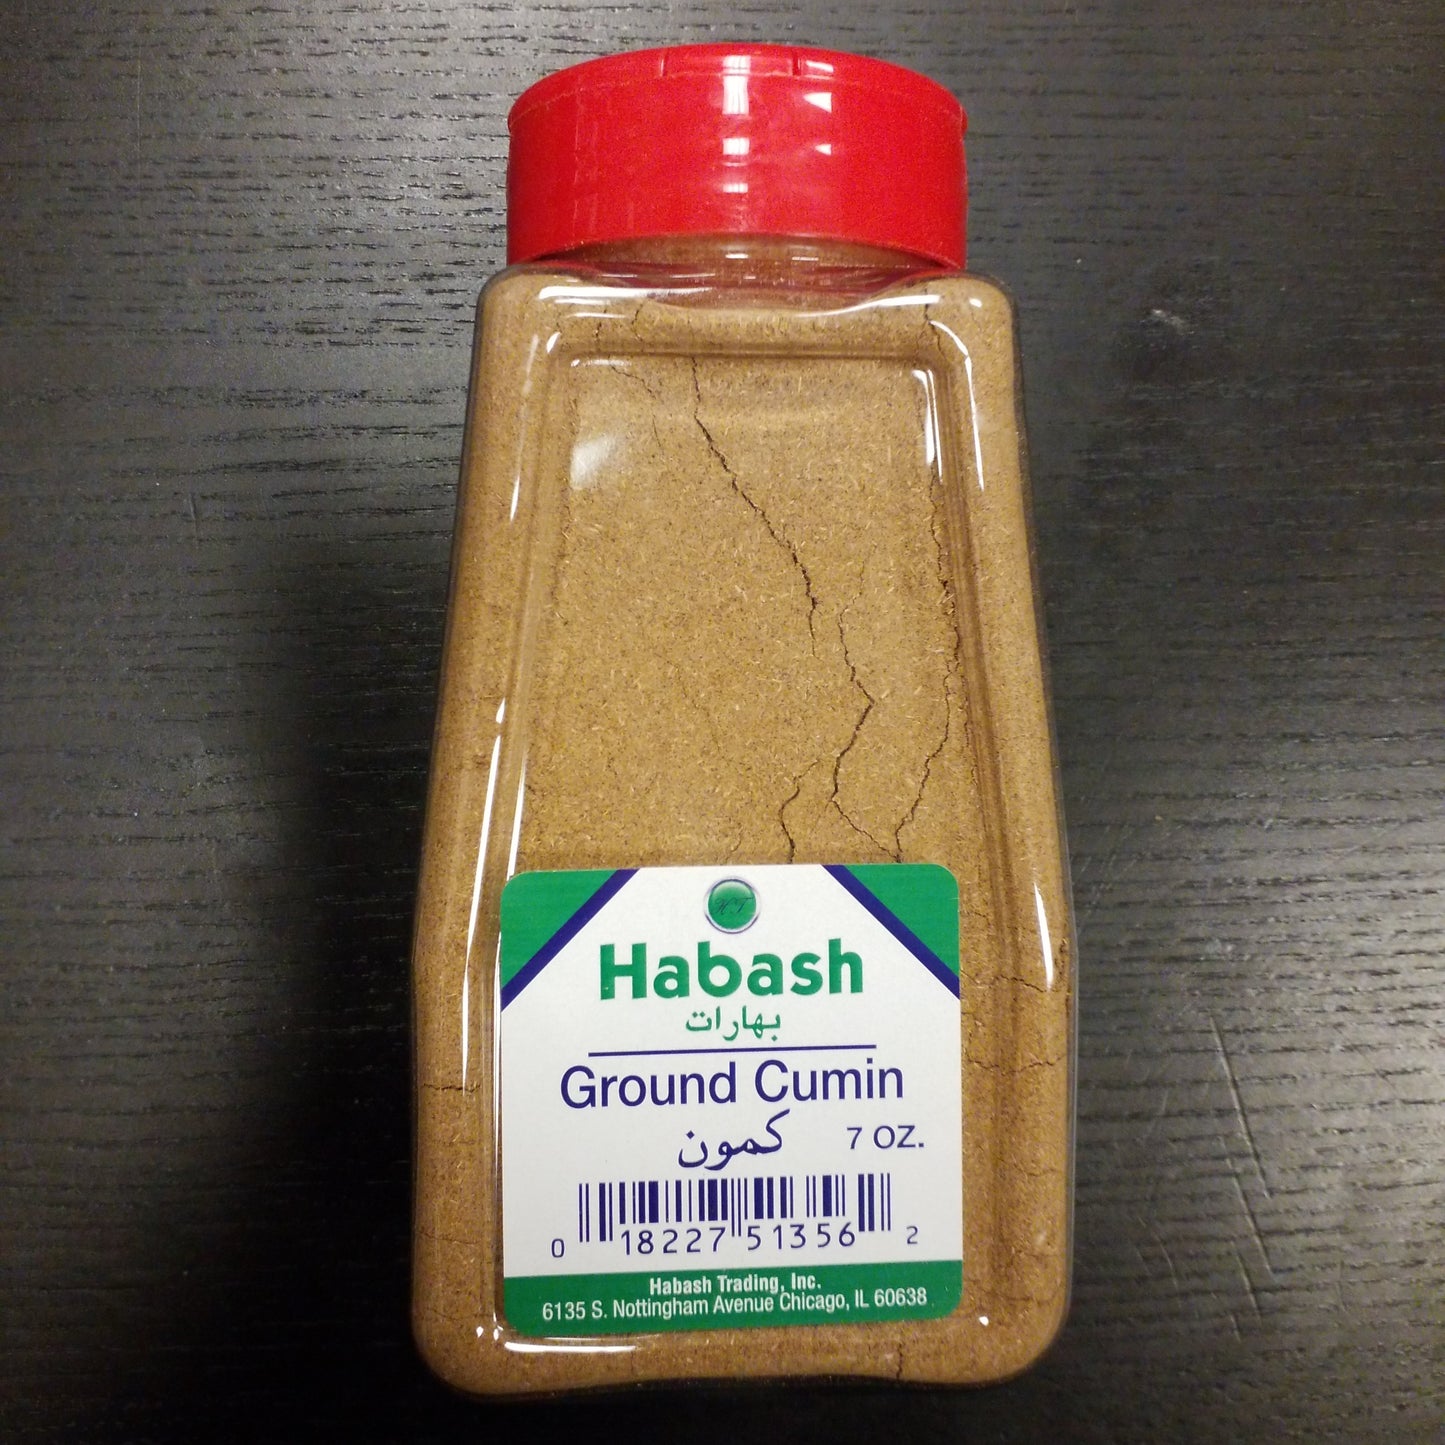 HT
Habash
بهارات
Ground Cumin
كمون 7 OZ.
0 18227 51356 2
Habash Trading, Inc.
6135 S. Nottingham Avenue Chicago, IL 60638